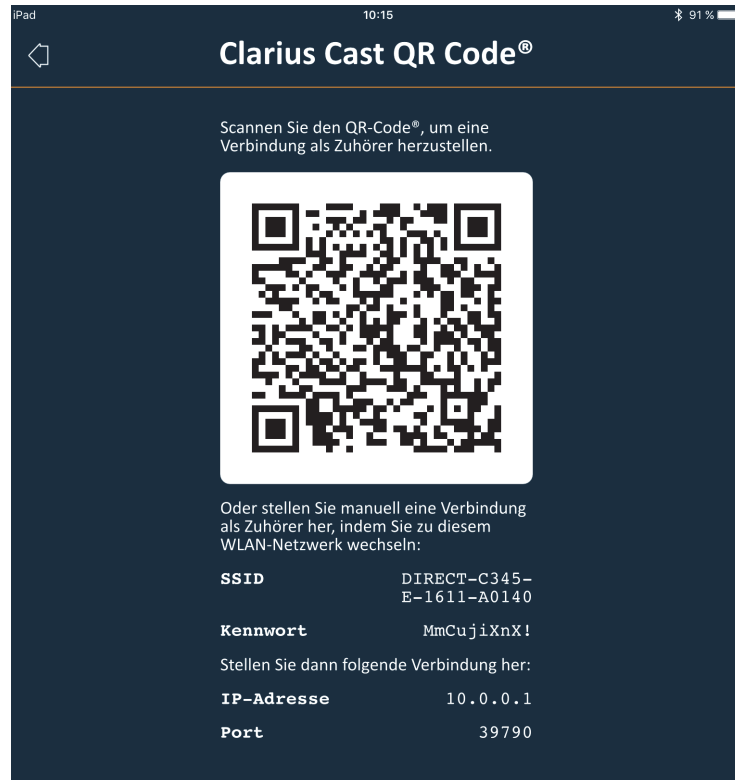 iPad 10:15 91 %
Clarius Cast QR Code®
Scannen Sie den QR-Code®, um eine
Verbindung als Zuhörer herzustellen.
Oder stellen Sie manuell eine Verbindung
als Zuhörer her, indem Sie zu diesem
WLAN-Netzwerk wechseln:
SSID DIRECT-C345-
E-1611-A0140
Kennwort MmCujiXnX!
Stellen Sie dann folgende Verbindung her:
IP-Adresse 10.0.0.1
Port 39790